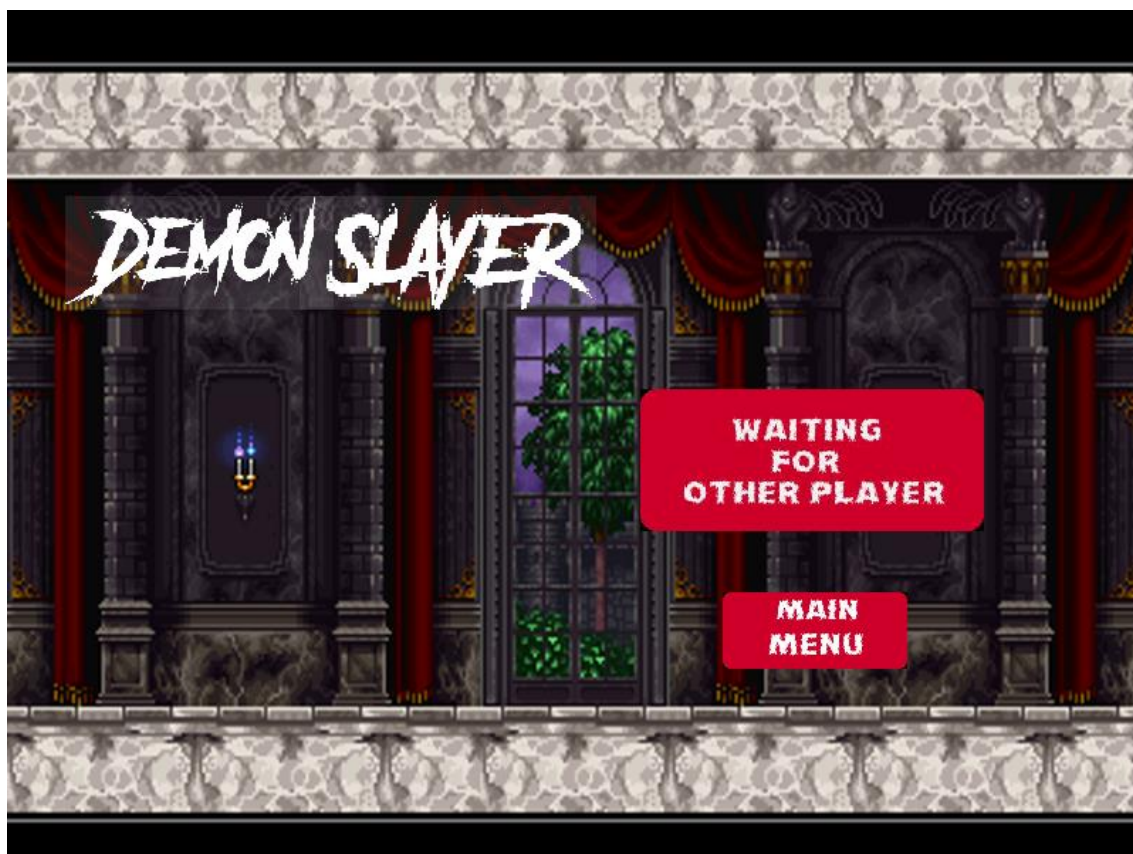 DEMON SLAYER
WAITING
FOR
OTHER PLAYER
MAIN
MENU